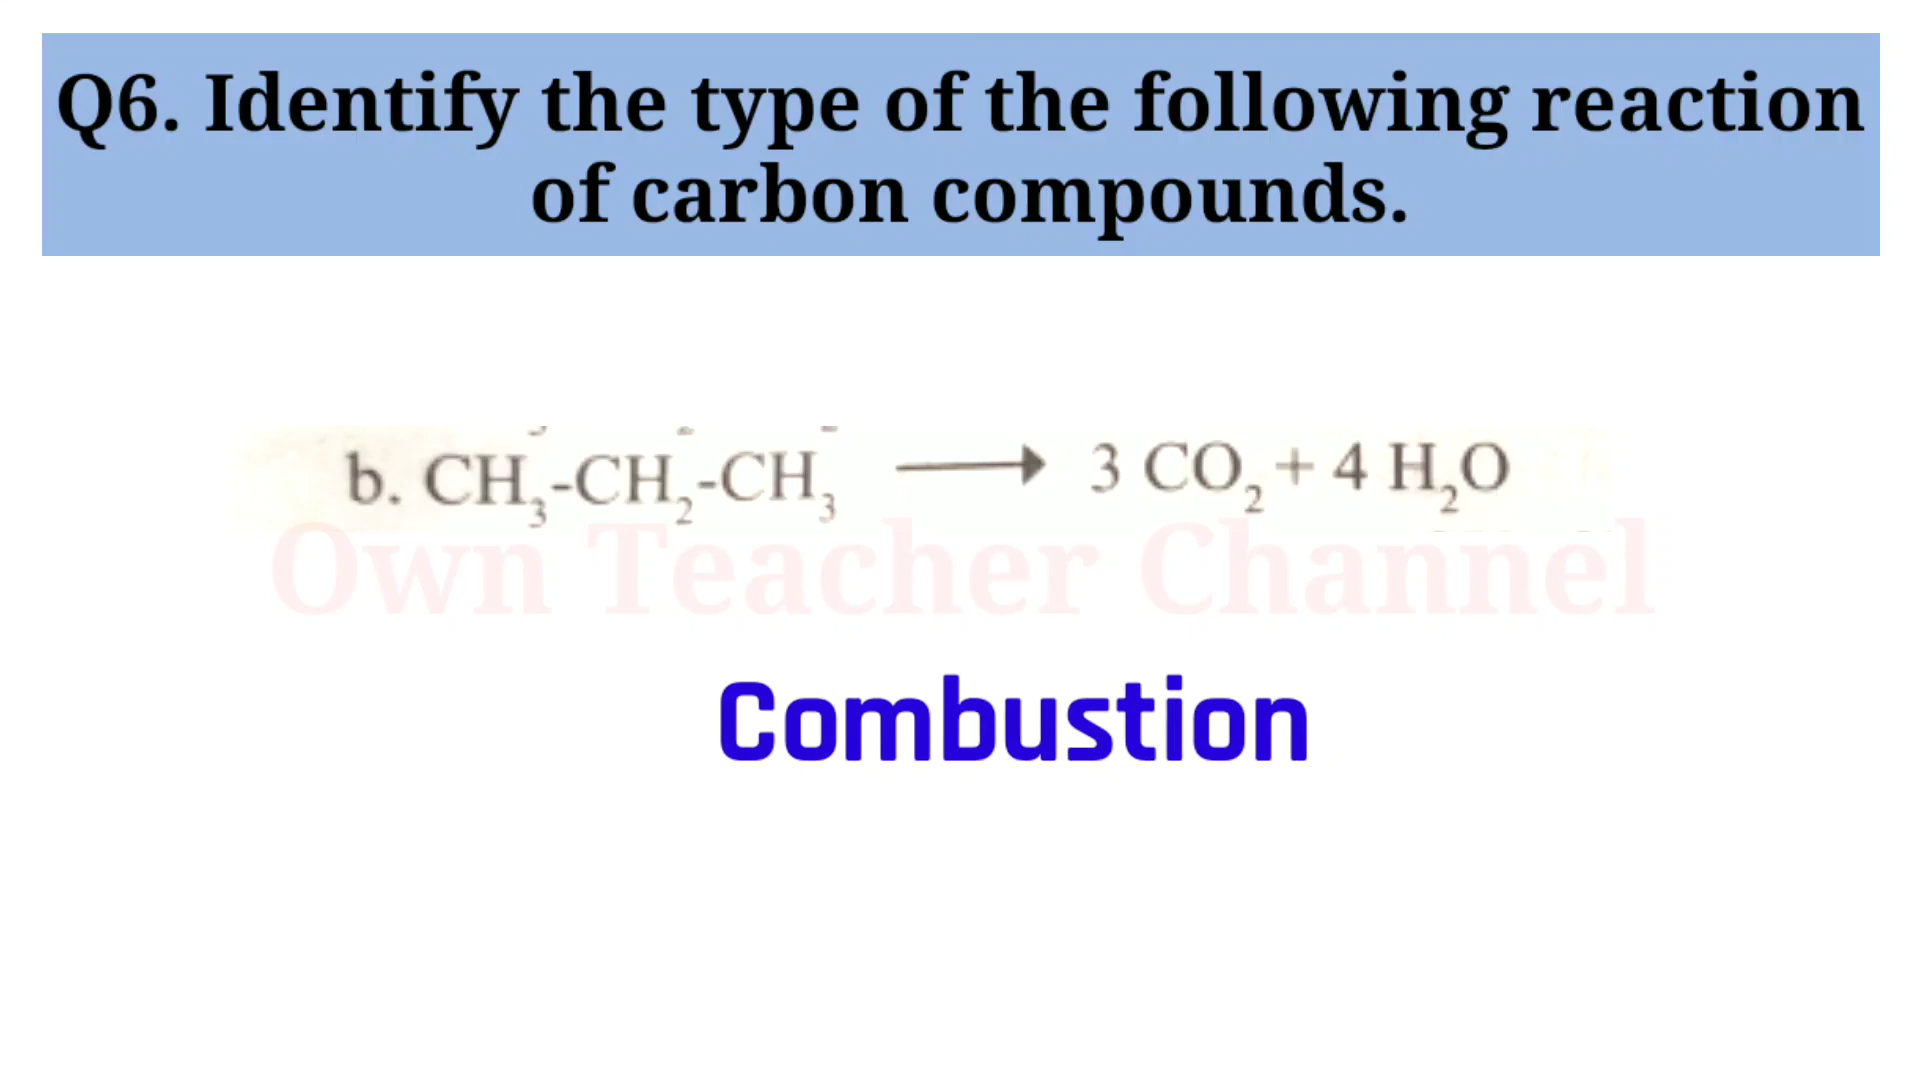 Q6. Identify the type of the following reaction
of carbon compounds.
b. CH₃-CH₂-CH₃ ⟶ 3 CO₂ + 4 H₂O
Own Teacher Channel
Combustion